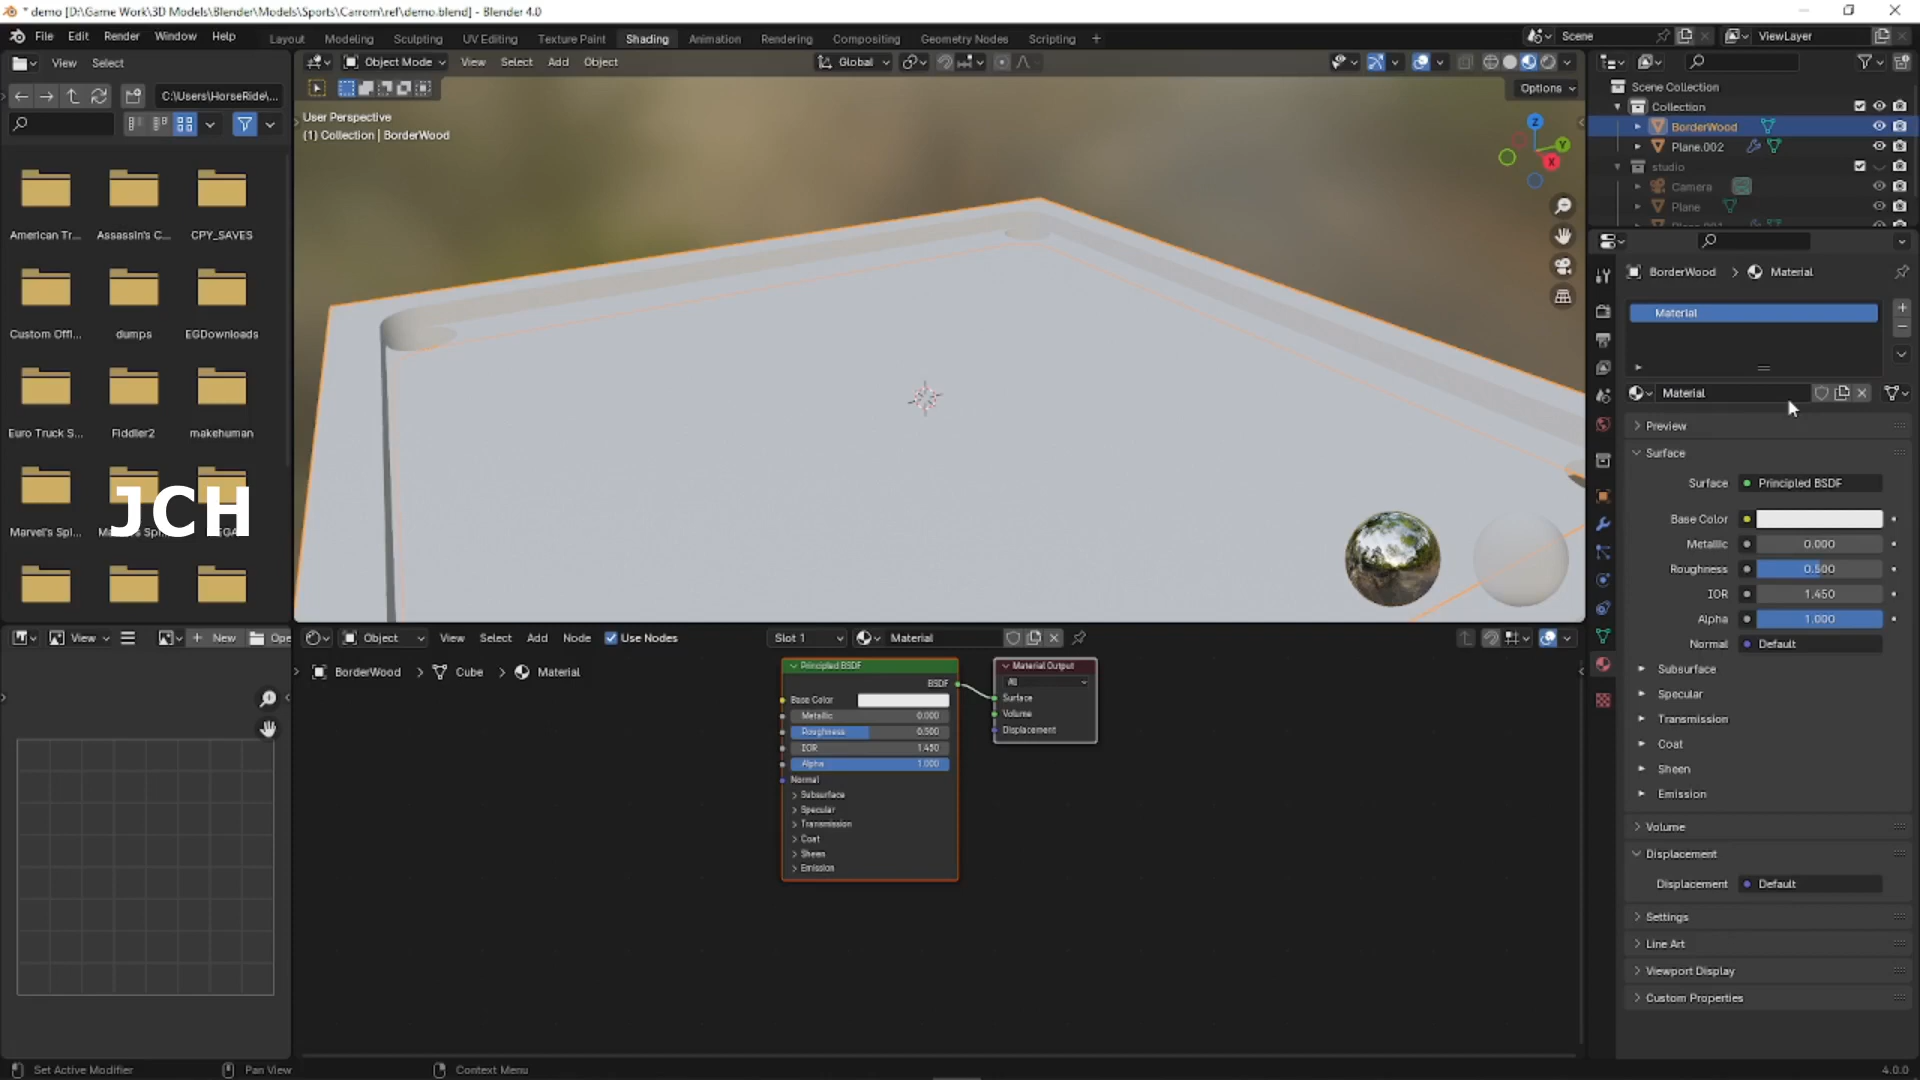 * demo [D:\Game Work\3D Models\Blender\Models\Sports\Carrom\ref\demo.blend] - Blender 4.0
File Edit Render Window Help
Layout Modeling Sculpting UV Editing Texture Paint Shading Animation Rendering Compositing Geometry Nodes Scripting +
Scene
ViewLayer
View Select
C:\Users\HorseRide\...
American Tr... Assassin's C... CPY_SAVES
Custom Offi... dumps EGDownloads
Euro Truck S... Fiddler2 makehuman
Marvel's Spi...
JCH
Object Mode View Select Add Object
Global
Options
User Perspective
(1) Collection | BorderWood
Z
Y
X
Scene Collection
Collection
BorderWood
Plane.002
studio
Camera
Plane
BorderWood > Material
Material
Material
Preview
Surface
Surface Principled BSDF
Base Color
Metallic 0.000
Roughness 0.500
IOR 1.450
Alpha 1.000
Normal Default
Subsurface
Specular
Transmission
Coat
Sheen
Emission
Volume
Displacement
Displacement Default
Settings
Line Art
Viewport Display
Custom Properties
View
New
Ope
Object View Select Add Node Use Nodes
Slot 1
Material
BorderWood > Cube > Material
Principled BSDF
BSDF
Base Color
Metallic 0.000
Roughness 0.500
IOR 1.450
Alpha 1.000
Normal
Subsurface
Specular
Transmission
Coat
Sheen
Emission
Material Output
All
Surface
Volume
Displacement
Set Active Modifier
Pan View
Context Menu
4.0.0